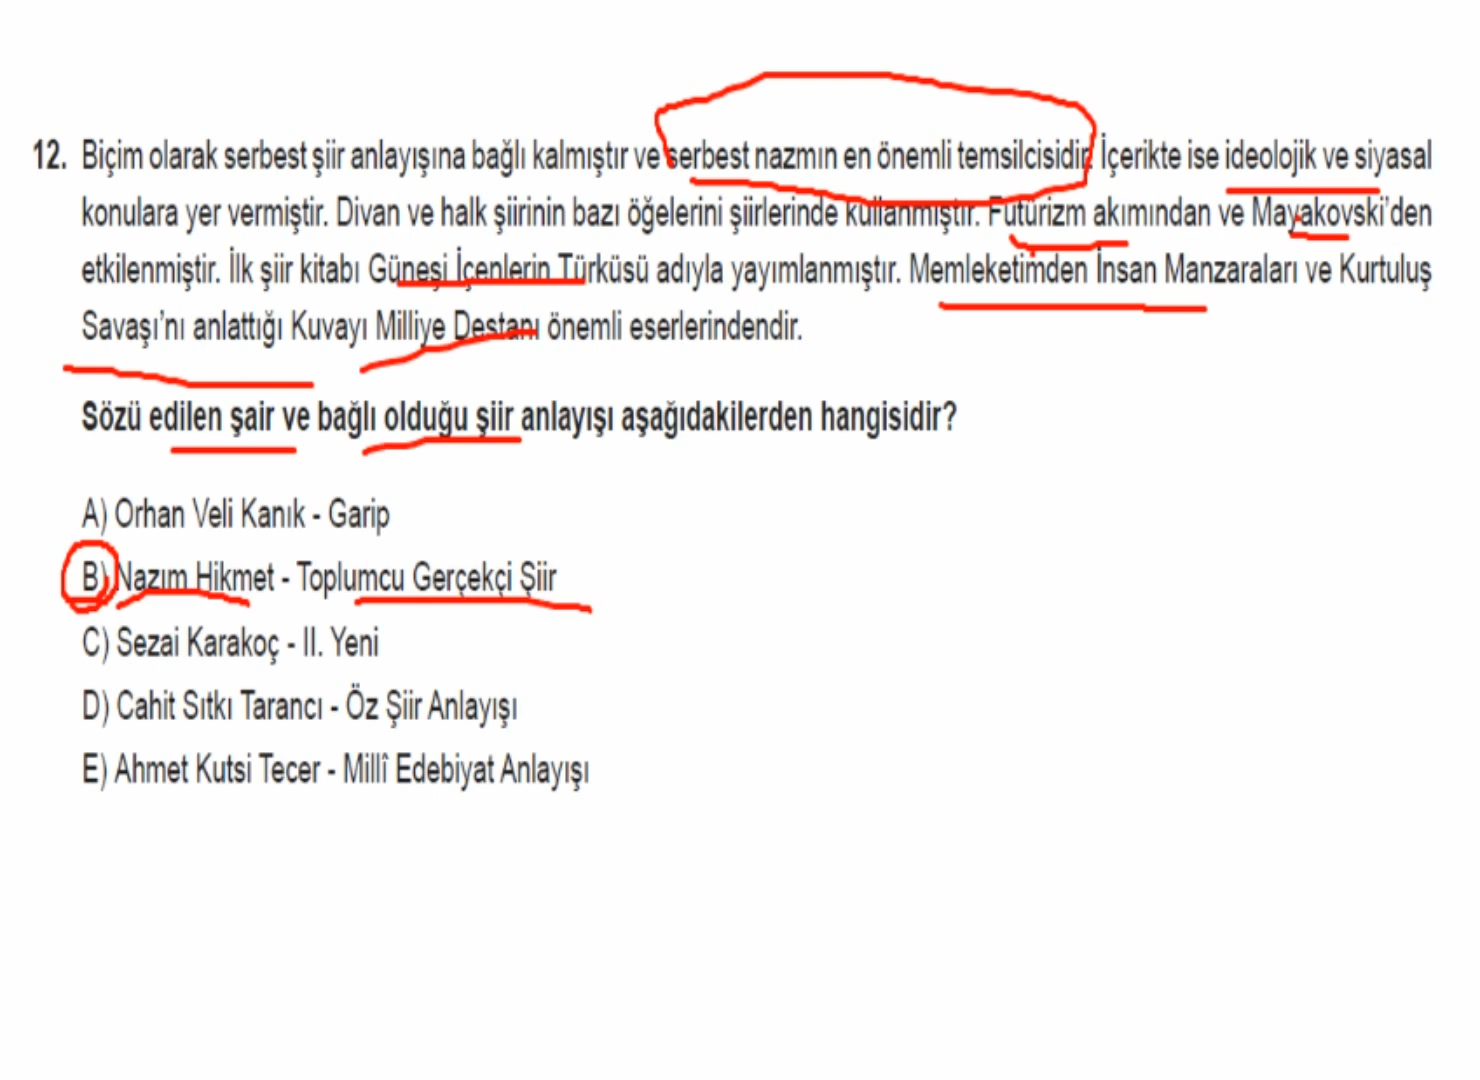 12. Biçim olarak serbest şiir anlayışına bağlı kalmıştır ve serbest nazmın en önemli temsilcisidir. İçerikte ise ideolojik ve siyasal
konulara yer vermiştir. Divan ve halk şiirinin bazı öğelerini şiirlerinde kullanmıştır. Futurizm akımından ve Mayakovski'den
etkilenmiştir. İlk şiir kitabı Güneşi İçenlerin Türküsü adıyla yayımlanmıştır. Memleketimden İnsan Manzaraları ve Kurtuluş
Savaşı'nı anlattığı Kuvayı Milliye Destanı önemli eserlerindendir.
Sözü edilen şair ve bağlı olduğu şiir anlayışı aşağıdakilerden hangisidir?
A) Orhan Veli Kanık - Garip
B) Nazım Hikmet - Toplumcu Gerçekçi Şiir
C) Sezai Karakoç - II. Yeni
D) Cahit Sıtkı Tarancı - Öz Şiir Anlayışı
E) Ahmet Kutsi Tecer - Millî Edebiyat Anlayışı